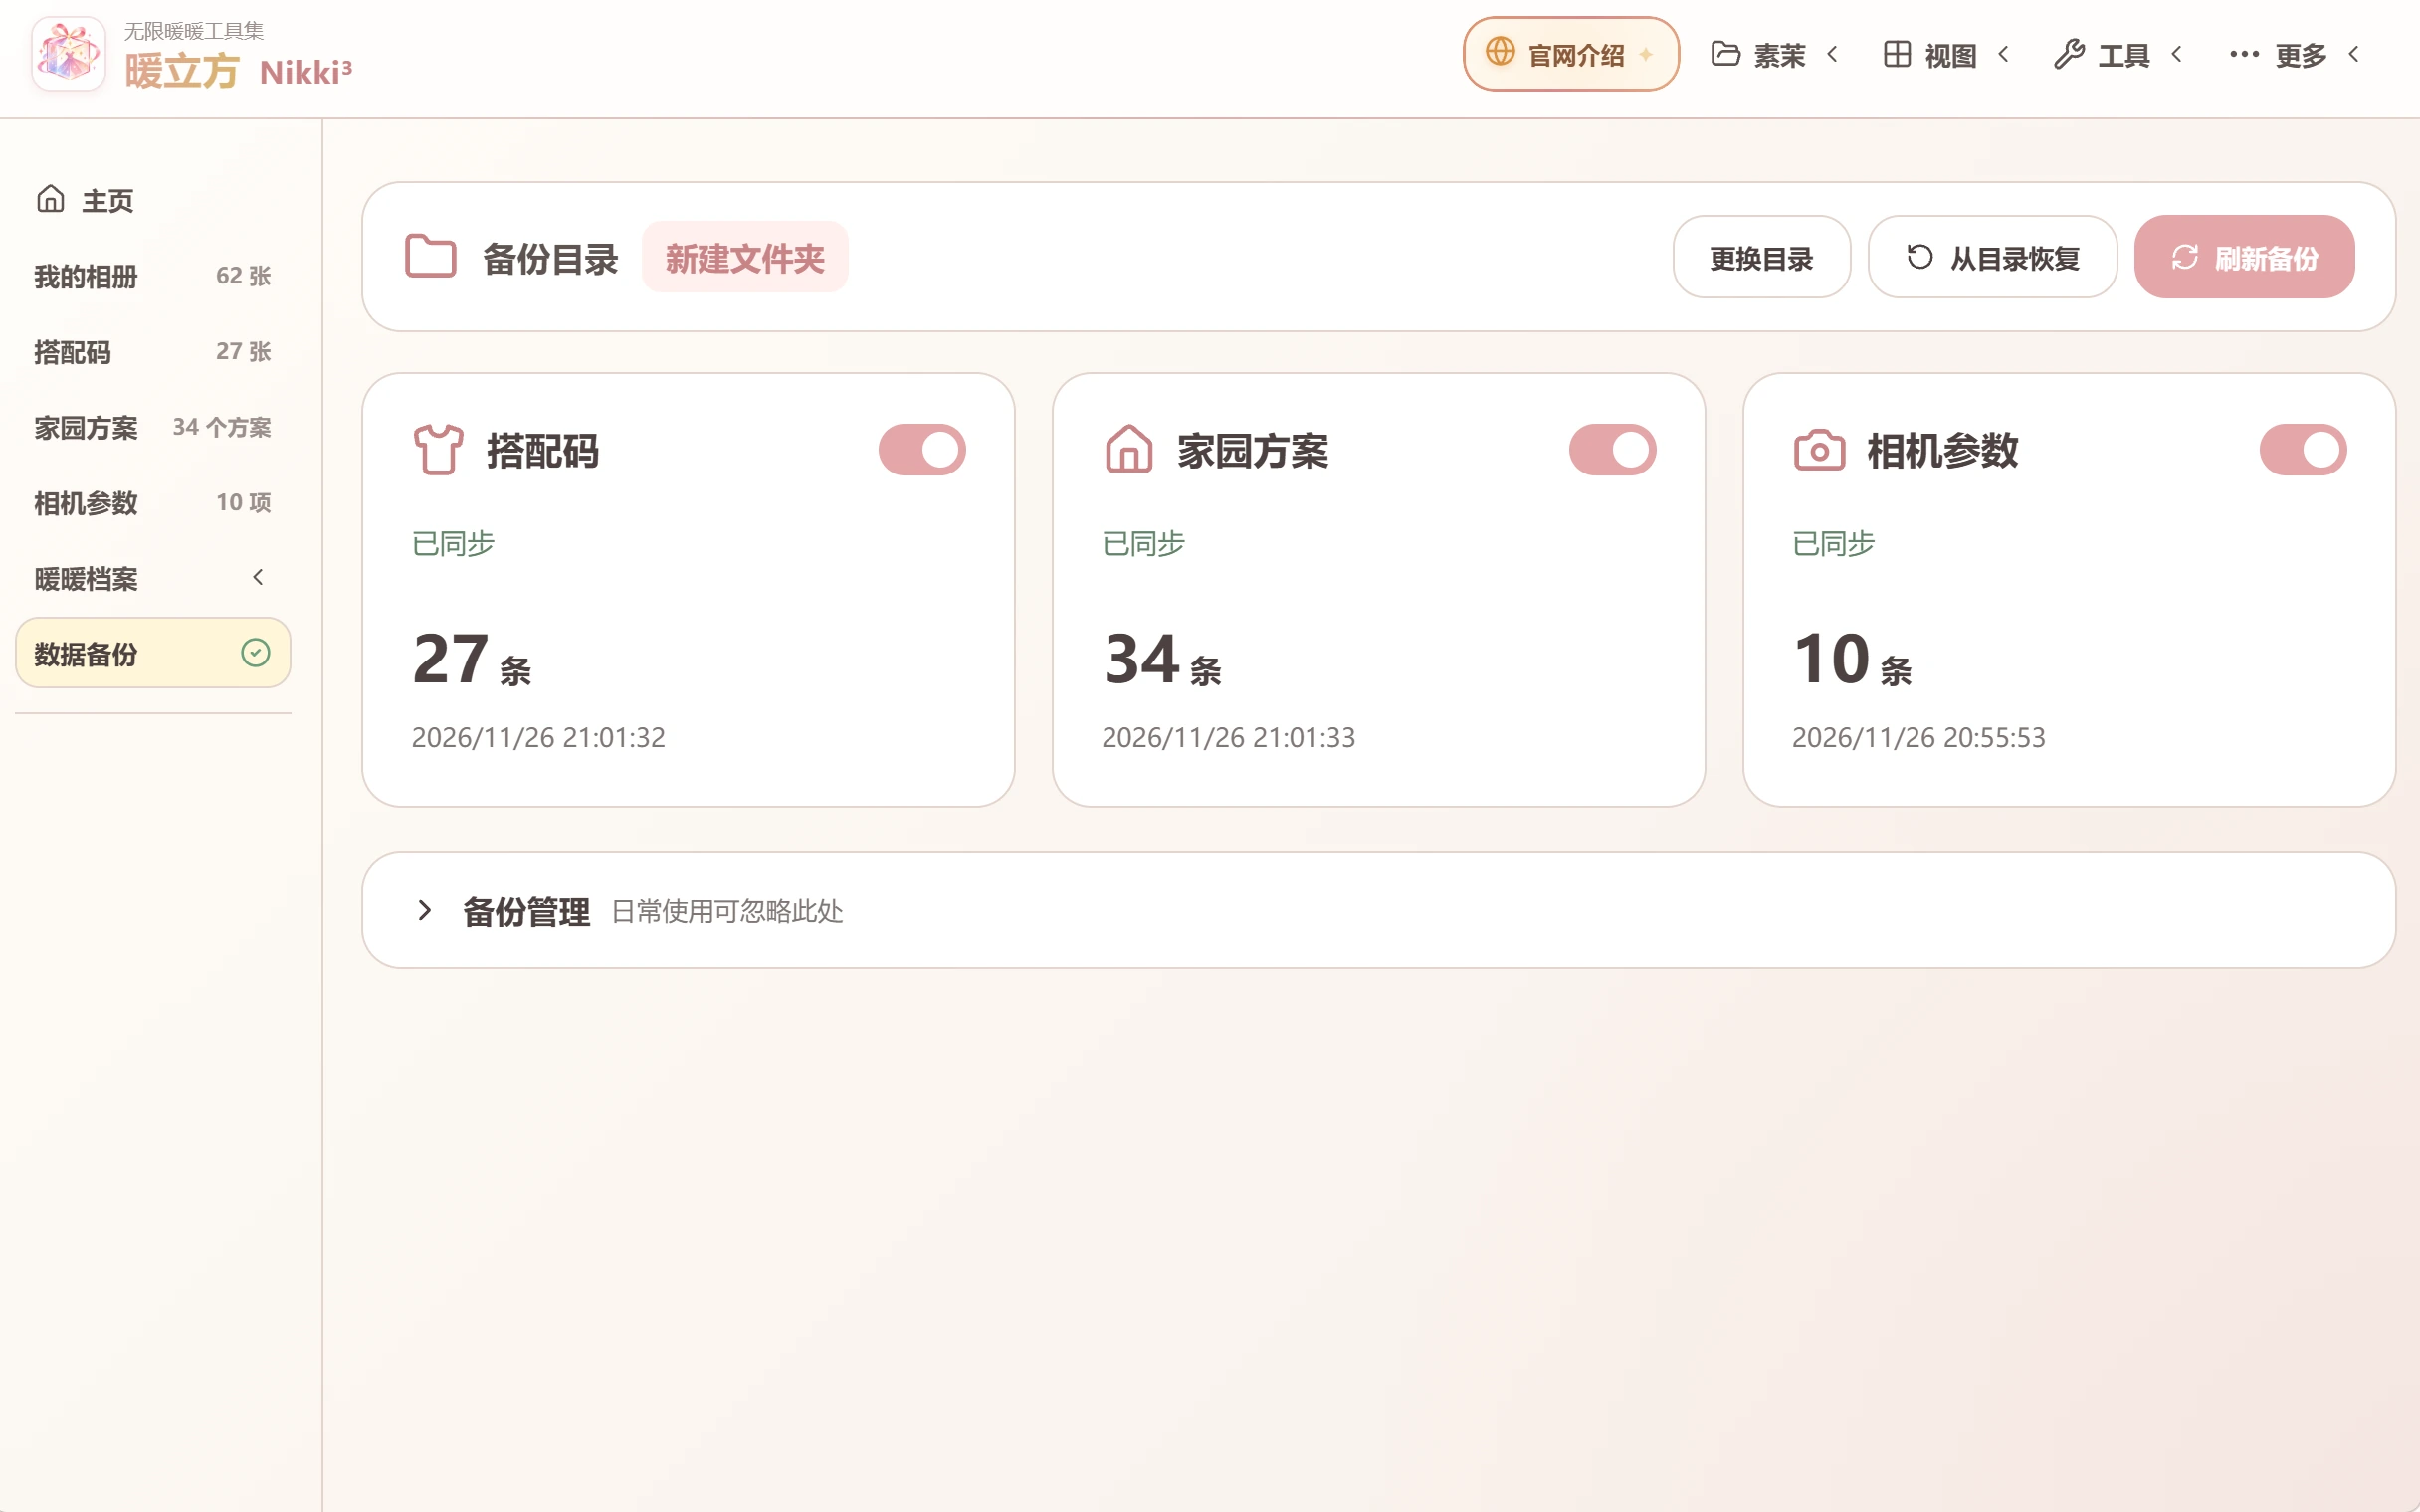 无限暖暖工具集
暖立方 Nikki³
官网介绍
素茉
视图
工具
更多
主页
我的相册 62 张
搭配码 27 张
家园方案 34 个方案
相机参数 10 项
暖暖档案
数据备份
备份目录 新建文件夹
更换目录
从目录恢复
刷新备份
搭配码
已同步
27 条
2026/11/26 21:01:32
家园方案
已同步
34 条
2026/11/26 21:01:33
相机参数
已同步
10 条
2026/11/26 20:55:53
备份管理 日常使用可忽略此处